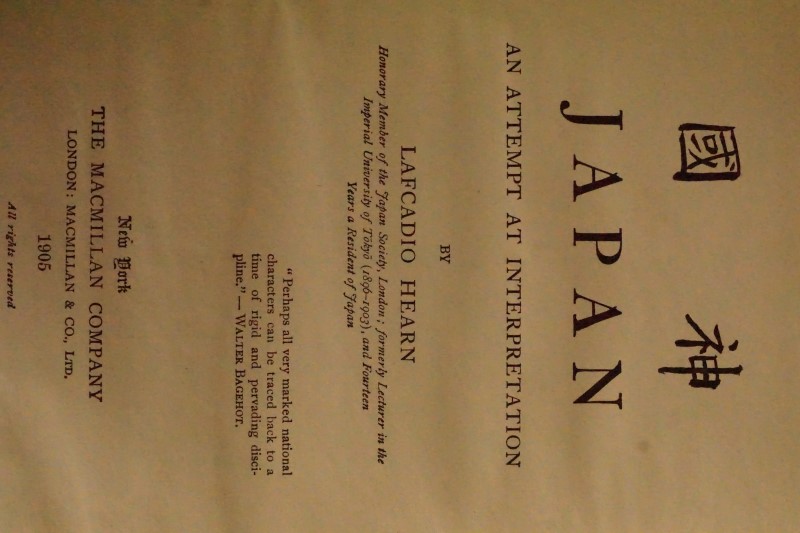 國 神
JAPAN
AN ATTEMPT AT INTERPRETATION
BY
LAFCADIO HEARN
Honorary Member of the Japan Society, London; formerly Lecturer in the
Imperial University of Tōkyō (1896–1903), and Fourteen
Years a Resident of Japan
"Perhaps all very marked national
characters can be traced back to a
time of rigid and pervading disci-
pline." — WALTER BAGEHOT.
New York
THE MACMILLAN COMPANY
LONDON: MACMILLAN & CO., LTD.
1905
All rights reserved